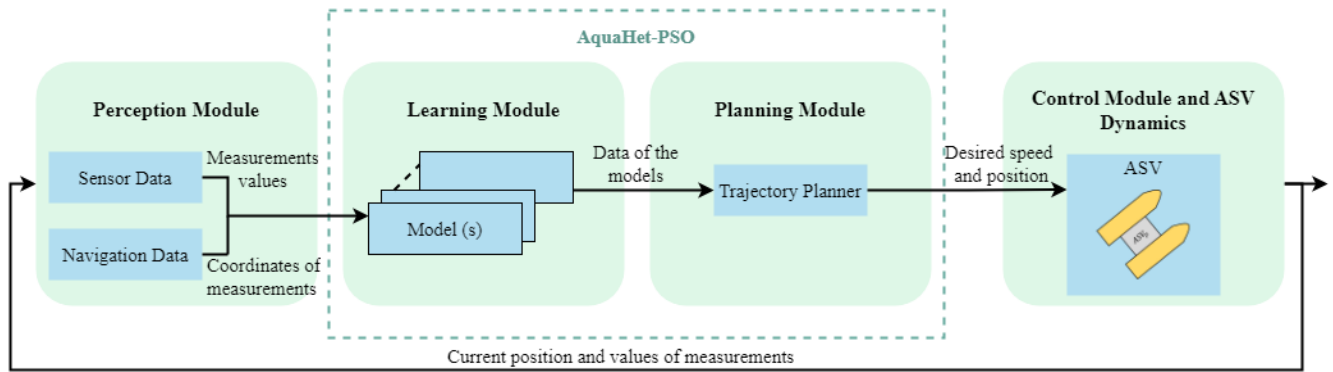 AquaHet-PSO
Perception Module
Sensor Data
Navigation Data
Measurements
values
Coordinates of
measurements
Learning Module
Model (s)
Data of the
models
Planning Module
Trajectory Planner
Desired speed
and position
Control Module and ASV
Dynamics
ASV
Current position and values of measurements